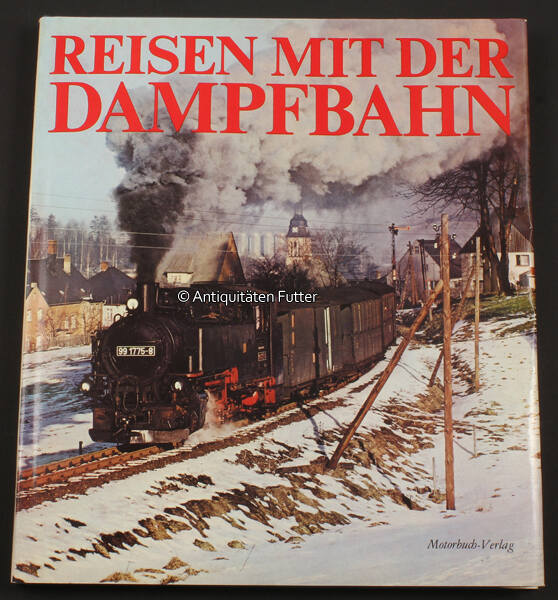 REISEN MIT DER
DAMPFBAHN
© Antiquitäten Futter
99 1775-8
Motorbuch-Verlag